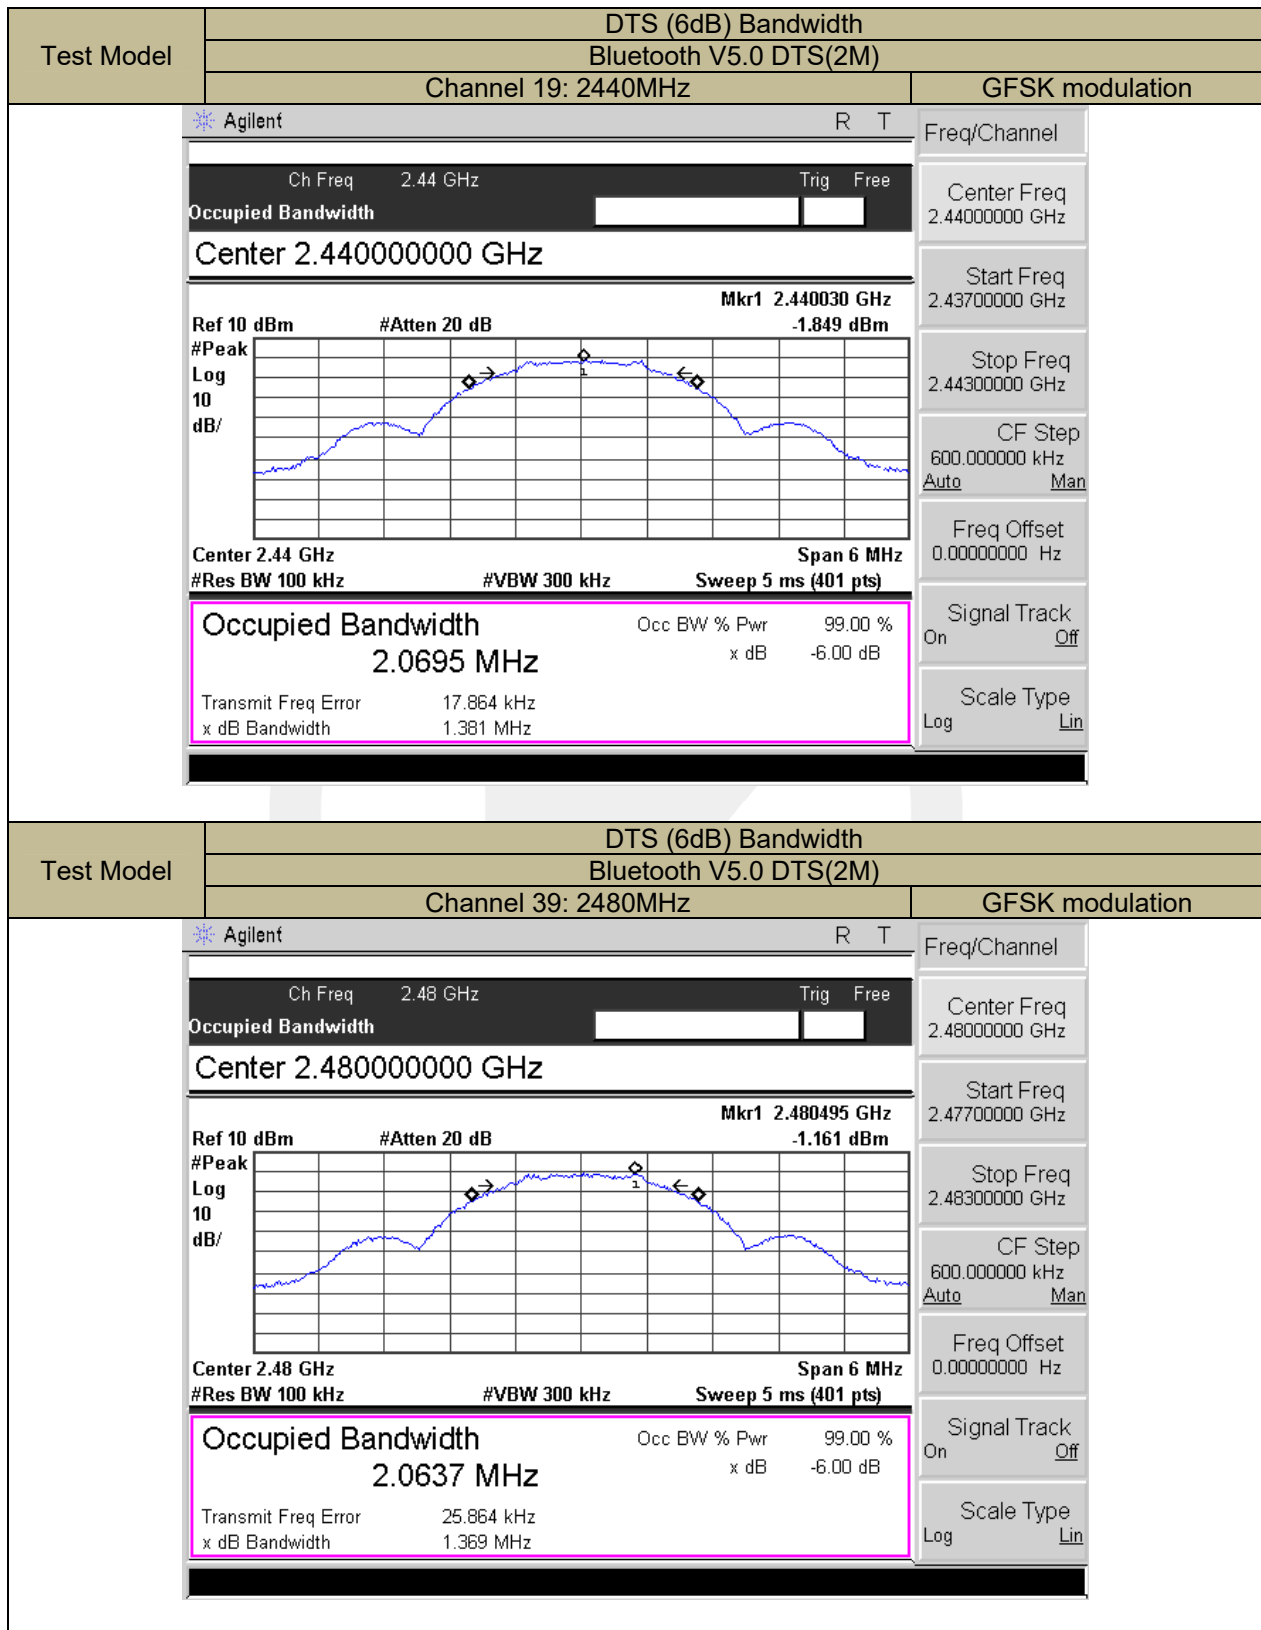 DTS (6dB) Bandwidth
Test Model
Bluetooth V5.0 DTS(2M)
Channel 19: 2440MHz GFSK modulation
Agilent R T
Freq/Channel
Ch Freq 2.44 GHz Trig Free
Occupied Bandwidth
Center 2.440000000 GHz
Mkr1 2.440030 GHz
Ref 10 dBm #Atten 20 dB -1.849 dBm
#Peak
Log
10
dB/
1
Center 2.44 GHz Span 6 MHz
#Res BW 100 kHz #VBW 300 kHz Sweep 5 ms (401 pts)
Occupied Bandwidth
2.0695 MHz
Occ BW % Pwr 99.00 %
x dB -6.00 dB
Transmit Freq Error 17.864 kHz
x dB Bandwidth 1.381 MHz
Center Freq
2.44000000 GHz
Start Freq
2.43700000 GHz
Stop Freq
2.44300000 GHz
CF Step
600.000000 kHz
Auto Man
Freq Offset
0.00000000 Hz
Signal Track
On Off
Scale Type
Log Lin
DTS (6dB) Bandwidth
Test Model
Bluetooth V5.0 DTS(2M)
Channel 39: 2480MHz GFSK modulation
Agilent R T
Freq/Channel
Ch Freq 2.48 GHz Trig Free
Occupied Bandwidth
Center 2.480000000 GHz
Mkr1 2.480495 GHz
Ref 10 dBm #Atten 20 dB -1.161 dBm
#Peak
Log
10
dB/
1
Center 2.48 GHz Span 6 MHz
#Res BW 100 kHz #VBW 300 kHz Sweep 5 ms (401 pts)
Occupied Bandwidth
2.0637 MHz
Occ BW % Pwr 99.00 %
x dB -6.00 dB
Transmit Freq Error 25.864 kHz
x dB Bandwidth 1.369 MHz
Center Freq
2.48000000 GHz
Start Freq
2.47700000 GHz
Stop Freq
2.48300000 GHz
CF Step
600.000000 kHz
Auto Man
Freq Offset
0.00000000 Hz
Signal Track
On Off
Scale Type
Log Lin